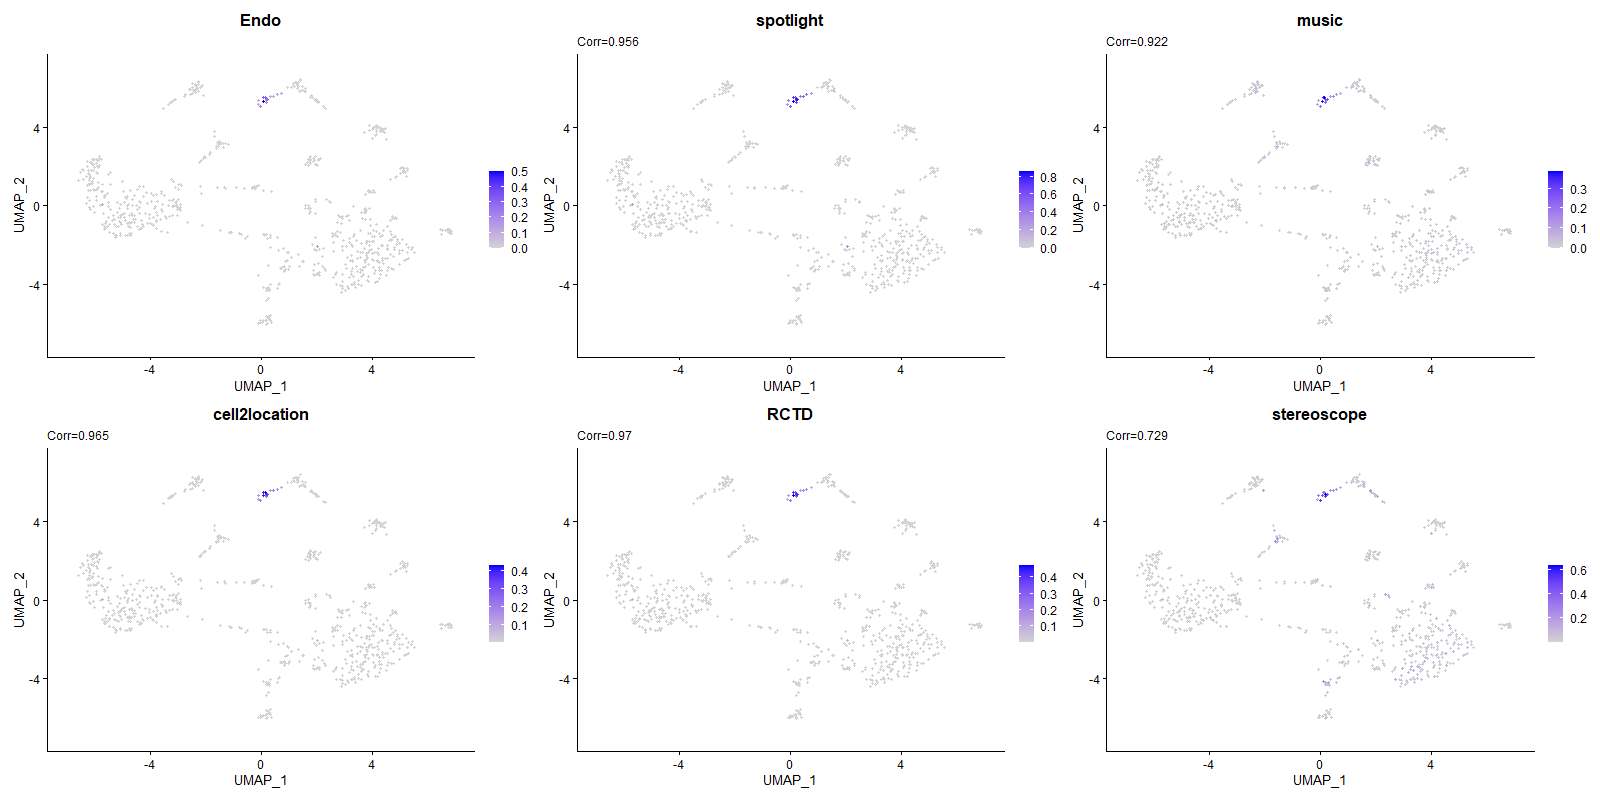 Endo
4
0
-4
UMAP_2
-4
0
4
UMAP_1
0.5
0.4
0.3
0.2
0.1
0.0
spotlight
Corr=0.956
4
0
-4
UMAP_2
-4
0
4
UMAP_1
0.8
0.6
0.4
0.2
0.0
music
Corr=0.922
4
0
-4
UMAP_2
-4
0
4
UMAP_1
0.3
0.2
0.1
0.0
cell2location
Corr=0.965
4
0
-4
UMAP_2
-4
0
4
UMAP_1
0.4
0.3
0.2
0.1
RCTD
Corr=0.97
4
0
-4
UMAP_2
-4
0
4
UMAP_1
0.4
0.3
0.2
0.1
stereoscope
Corr=0.729
4
0
-4
UMAP_2
-4
0
4
UMAP_1
0.6
0.4
0.2